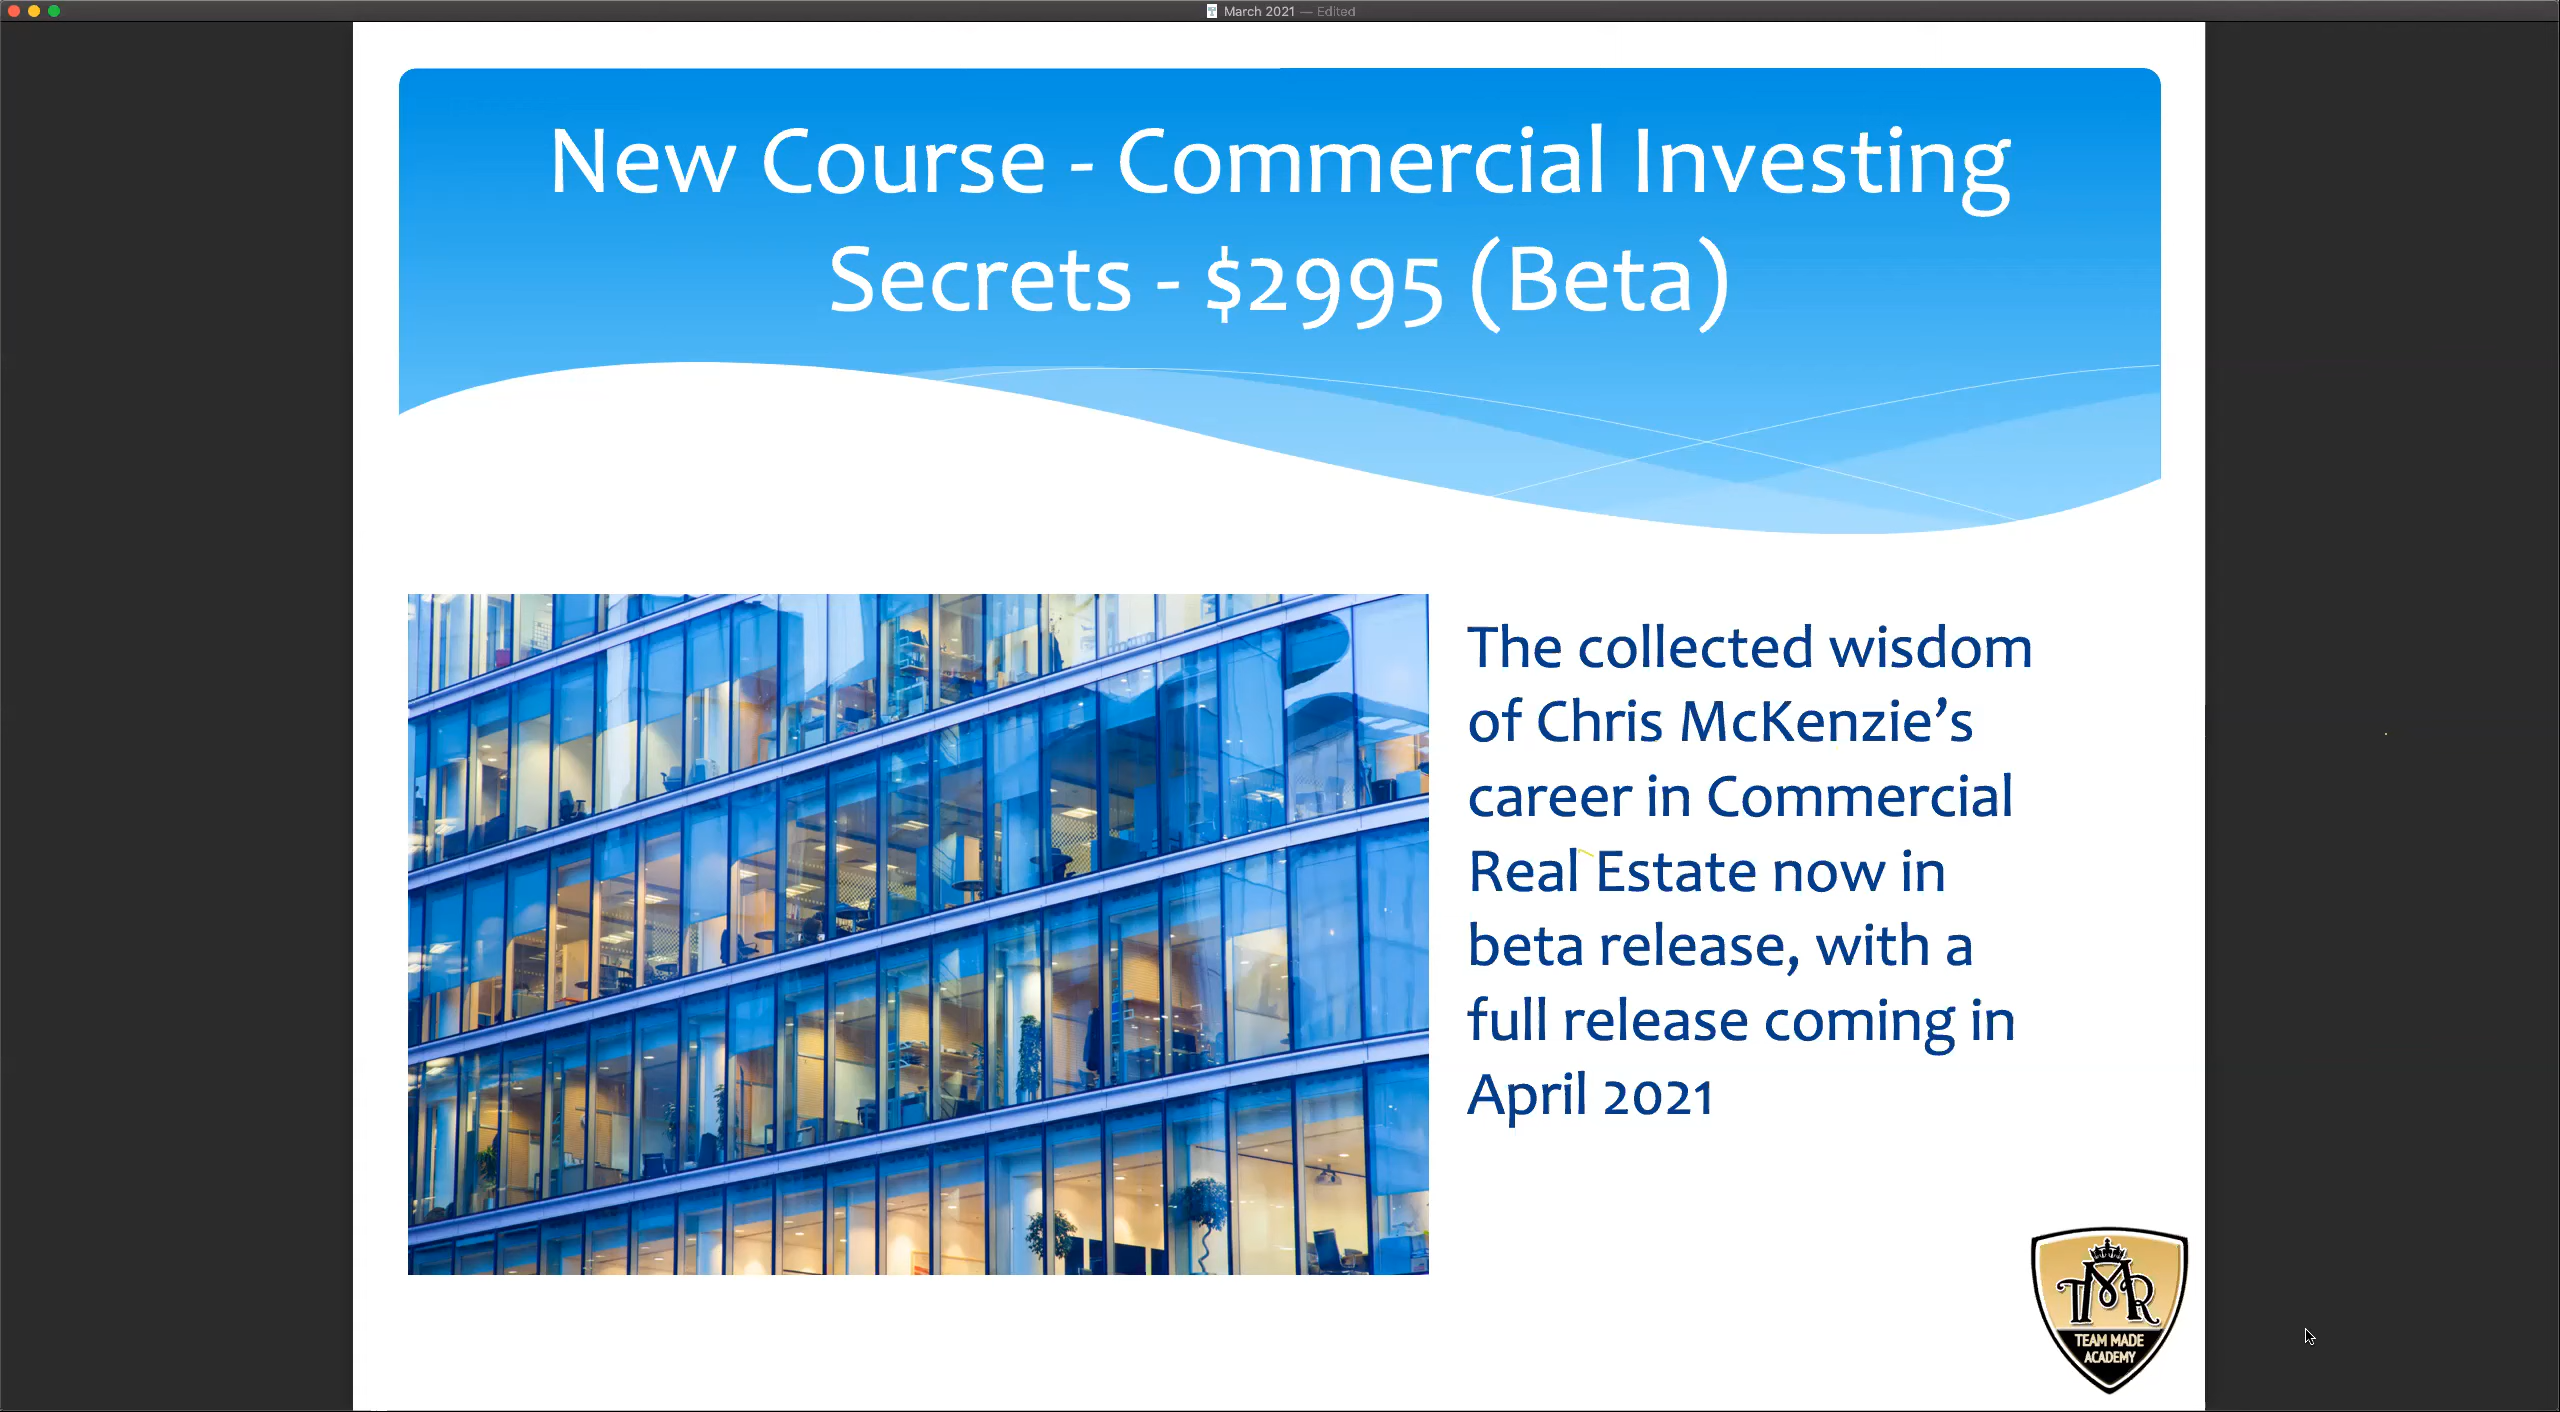 March 2021 — Edited
New Course - Commercial Investing
Secrets - $2995 (Beta)
The collected wisdom
of Chris McKenzie’s
career in Commercial
Real Estate now in
beta release, with a
full release coming in
April 2021
TMR
TEAM MADE
ACADEMY